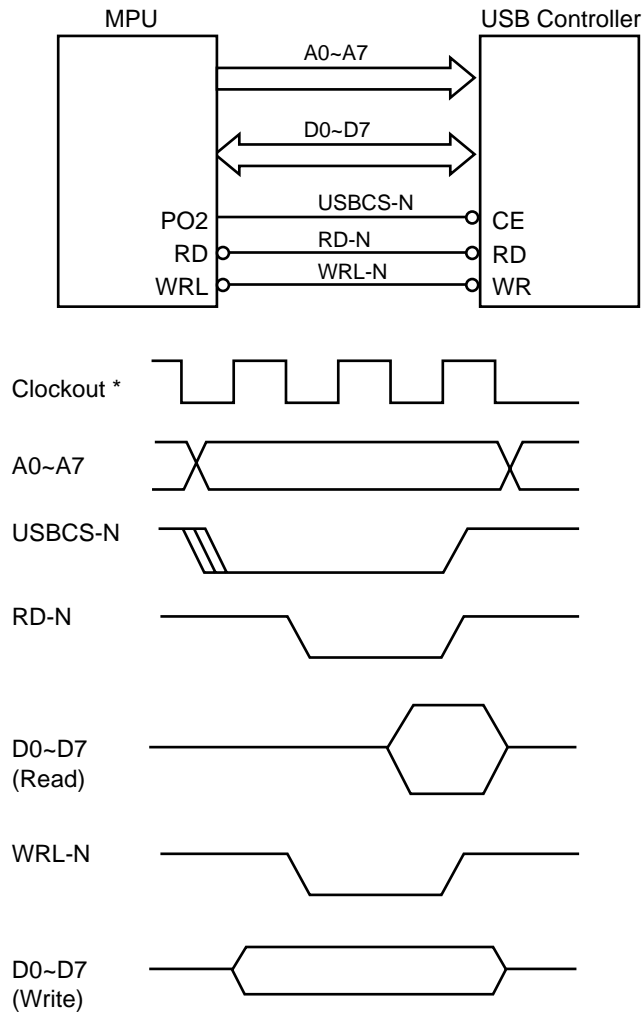 MPU
USB Controller
A0~A7
D0~D7
PO2
USBCS-N
CE
RD
RD-N
RD
WRL
WRL-N
WR
Clockout *
A0~A7
USBCS-N
RD-N
D0~D7
(Read)
WRL-N
D0~D7
(Write)